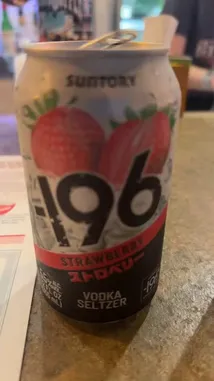 SUNTORY
-196
STRAWBERRY
ストロベリー
VODKA
SELTZER